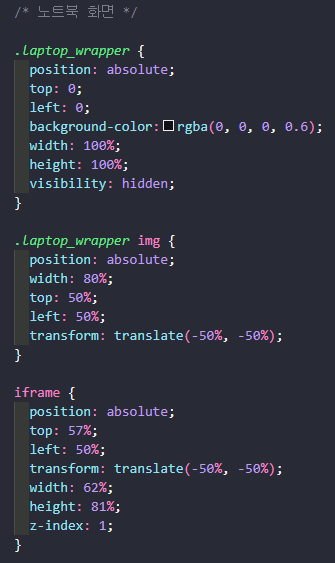 /* 노트북 화면 */
.laptop_wrapper {
position: absolute;
top: 0;
left: 0;
background-color: rgba(0, 0, 0, 0.6);
width: 100%;
height: 100%;
visibility: hidden;
}
.laptop_wrapper img {
position: absolute;
width: 80%;
top: 50%;
left: 50%;
transform: translate(-50%, -50%);
}
iframe {
position: absolute;
top: 57%;
left: 50%;
transform: translate(-50%, -50%);
width: 62%;
height: 81%;
z-index: 1;
}